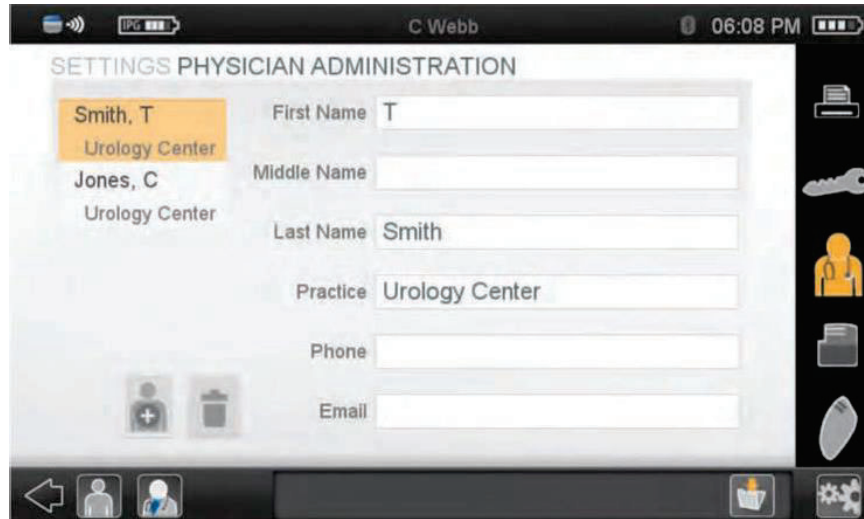 IPG C Webb 06:08 PM
SETTINGS PHYSICIAN ADMINISTRATION
Smith, T
Urology Center
Jones, C
Urology Center
First Name T
Middle Name
Last Name Smith
Practice Urology Center
Phone
Email